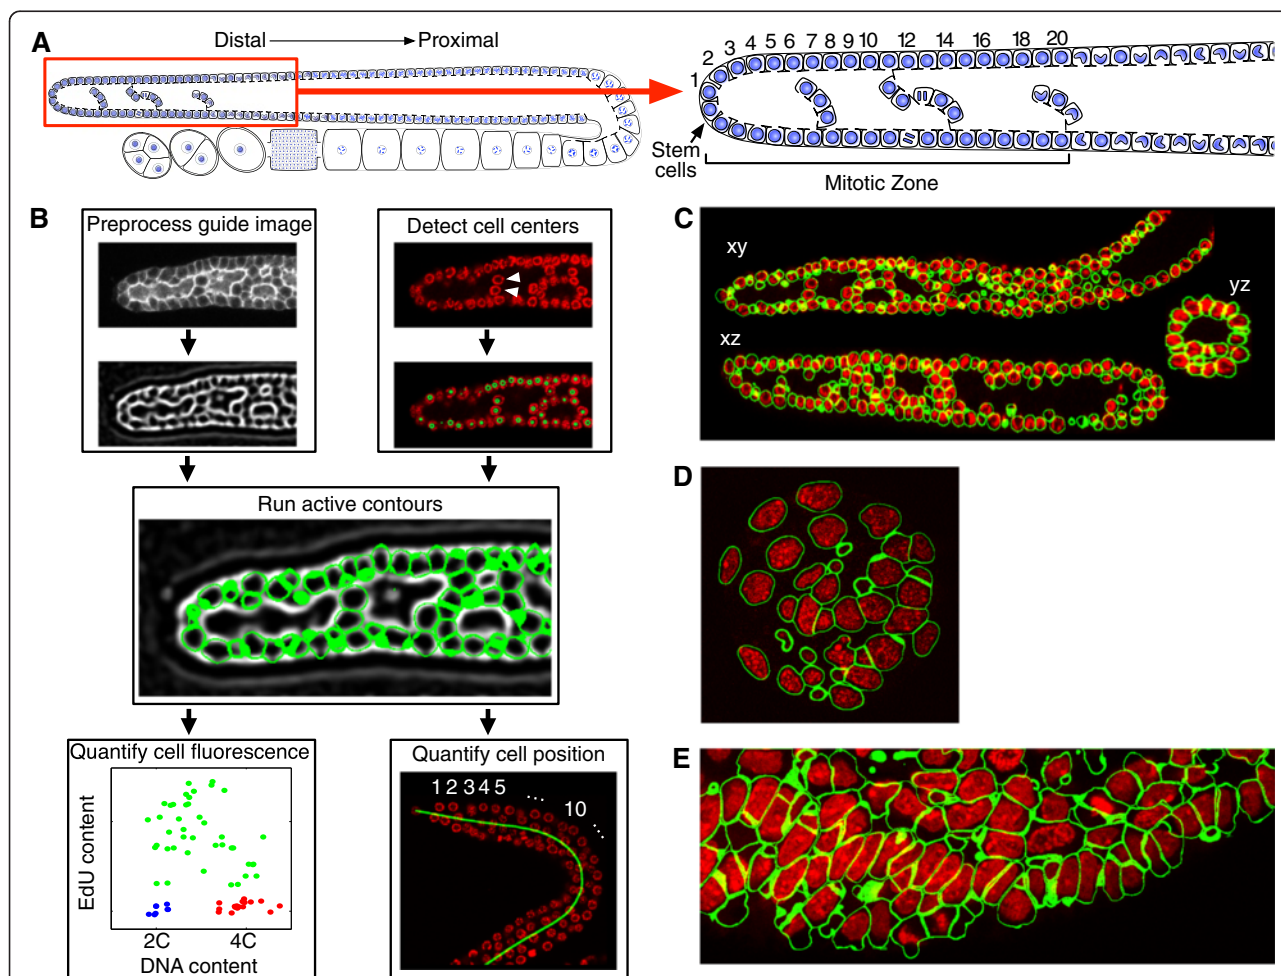 A
Distal
Proximal
1 2 3 4 5 6 7 8 9 10 12 14 16 18 20
Stem
cells
Mitotic Zone
B
Preprocess guide image
Detect cell centers
Run active contours
Quantify cell fluorescence
EdU content
2C 4C
DNA content
Quantify cell position
1 2 3 4 5 ... 10 ...
C
xy
yz
xz
D
E